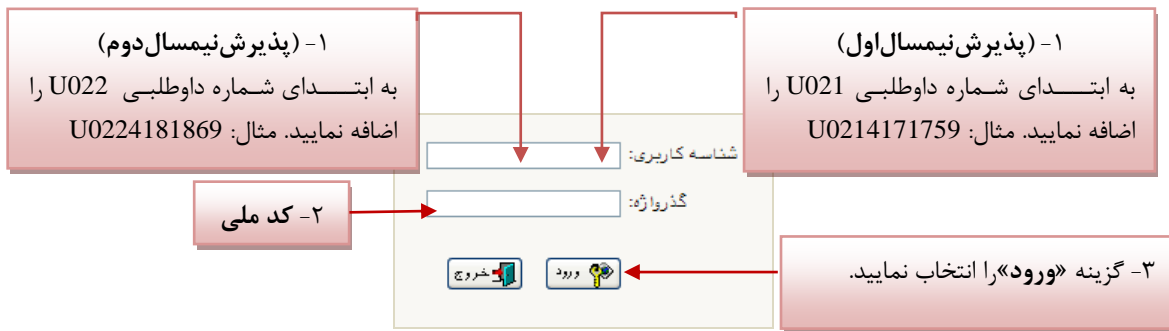 ۱- (پذیرش‌نیمسال‌اول)
به ابتدای شماره داوطلبی U021 را
اضافه نمایید. مثال: U0214171759
۱- (پذیرش‌نیمسال‌دوم)
به ابتدای شماره داوطلبی U022 را
اضافه نمایید. مثال: U0224181869
شناسه کاربری:
گذرواژه:
۲- کد ملی
ورود
خروج
۳- گزینه «ورود»را انتخاب نمایید.